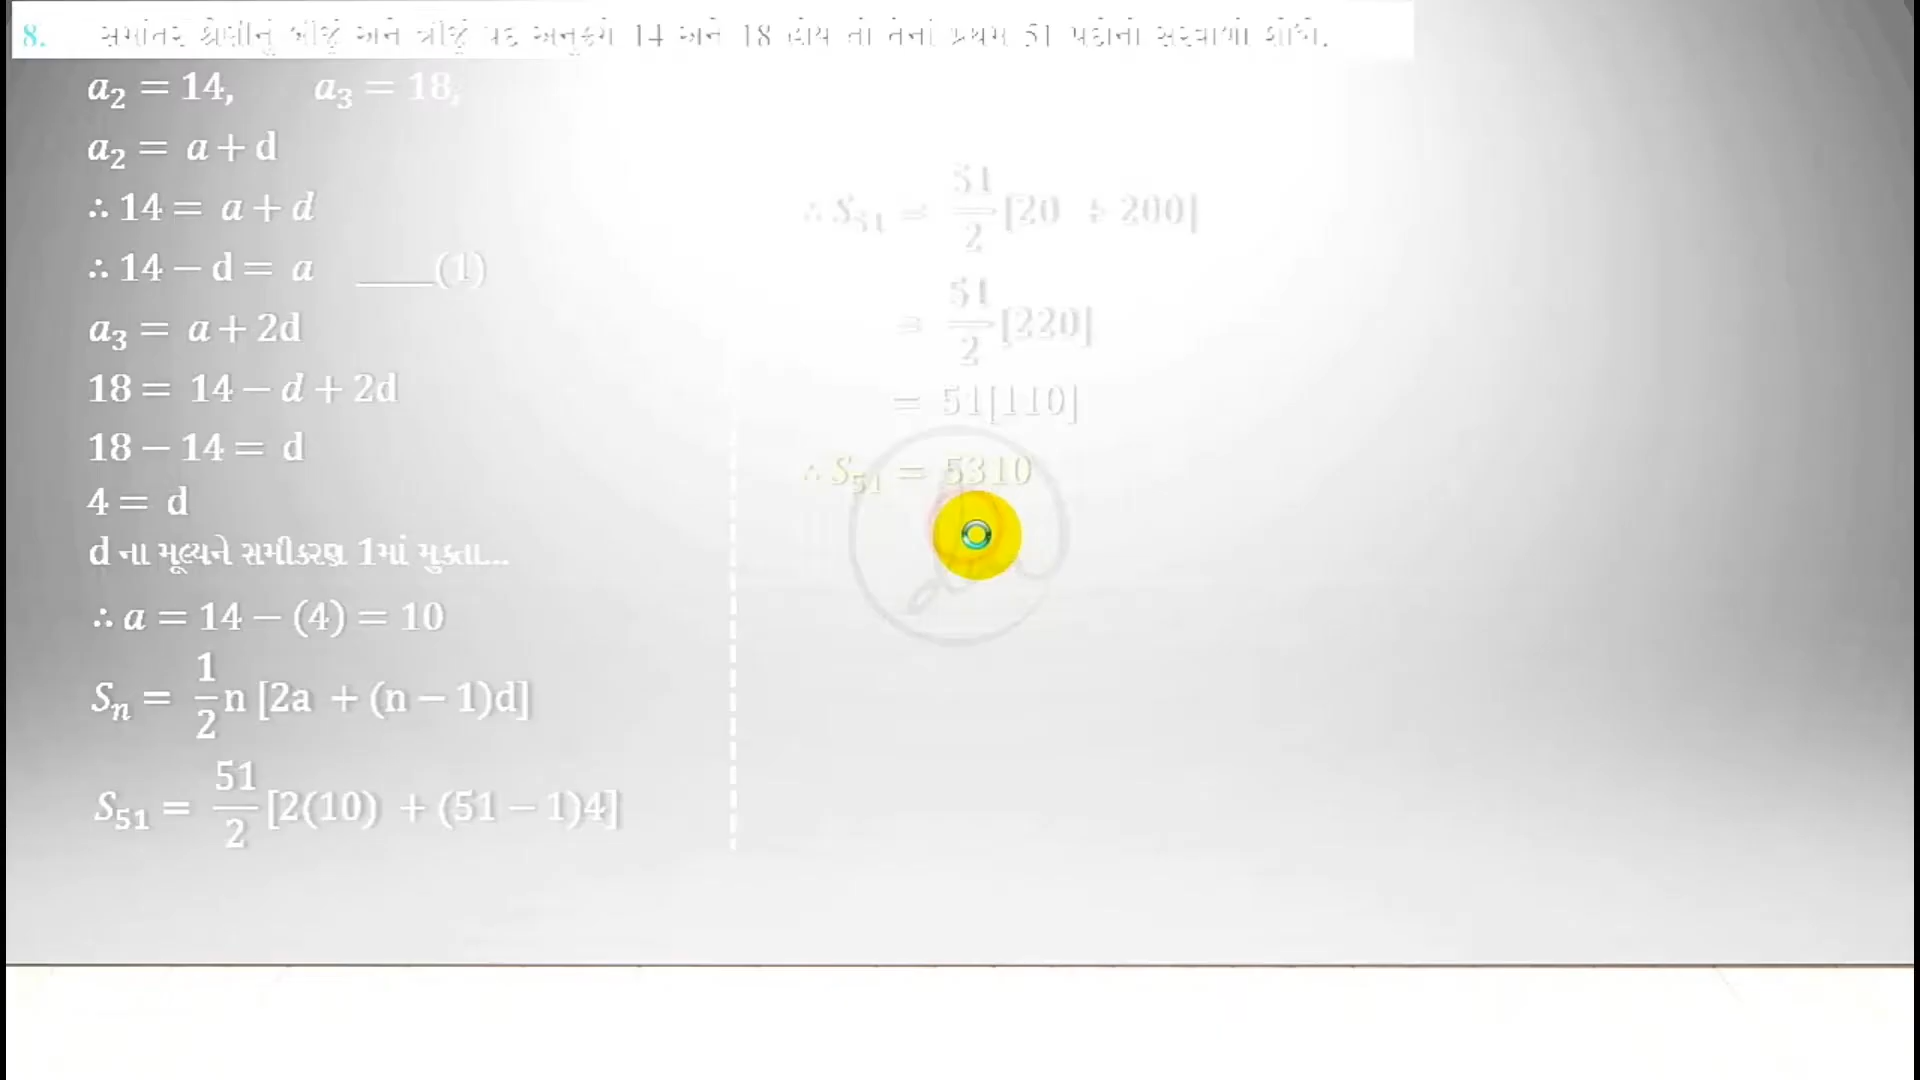 8. સમાંતર શ્રેણીનું બીજું અને ત્રીજું પદ અનુક્રમે 14 અને 18 હોય તો તેનાં પ્રથમ 51 પદોનો સરવાળો શોધો.
a₂ = 14, a₃ = 18,
a₂ = a + d
∴ 14 = a + d
∴ 14 − d = a ____(1)
a₃ = a + 2d
18 = 14 − d + 2d
18 − 14 = d
4 = d
d ના મૂલ્યને સમીકરણ 1માં મુકતા...
∴ a = 14 − (4) = 10
Sₙ = 1/2 n [2a + (n − 1)d]
S₅₁ = 51/2 [2(10) + (51 − 1)4]
∴ S₅₁ = 51/2 [20 + 200]
= 51/2 [220]
= 51[110]
∴ S₅₁ = 5310